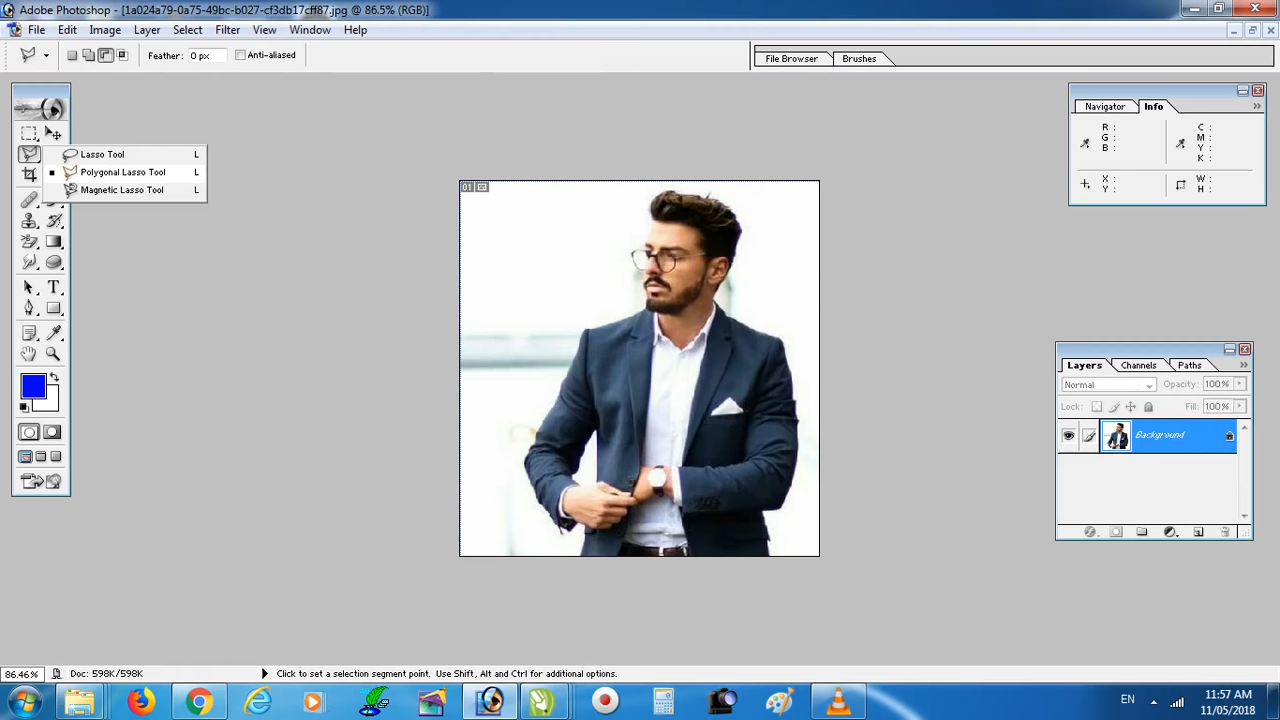 Adobe Photoshop - [1a024a79-0a75-49bc-b027-cf3db17cff87.jpg @ 86.5% (RGB)]
File Edit Image Layer Select Filter View Window Help
Feather: 0 px Anti-aliased
File Browser Brushes
Lasso Tool L
Polygonal Lasso Tool L
Magnetic Lasso Tool L
T
01
Navigator Info
R : C :
G : M :
B : Y :
K :
X : W :
Y : H :
Layers Channels Paths
Normal Opacity: 100%
Lock: Fill: 100%
Background
86.46% Doc: 598K/598K Click to set a selection segment point. Use Shift, Alt and Ctrl for additional options.
EN
11:57 AM
11/05/2018